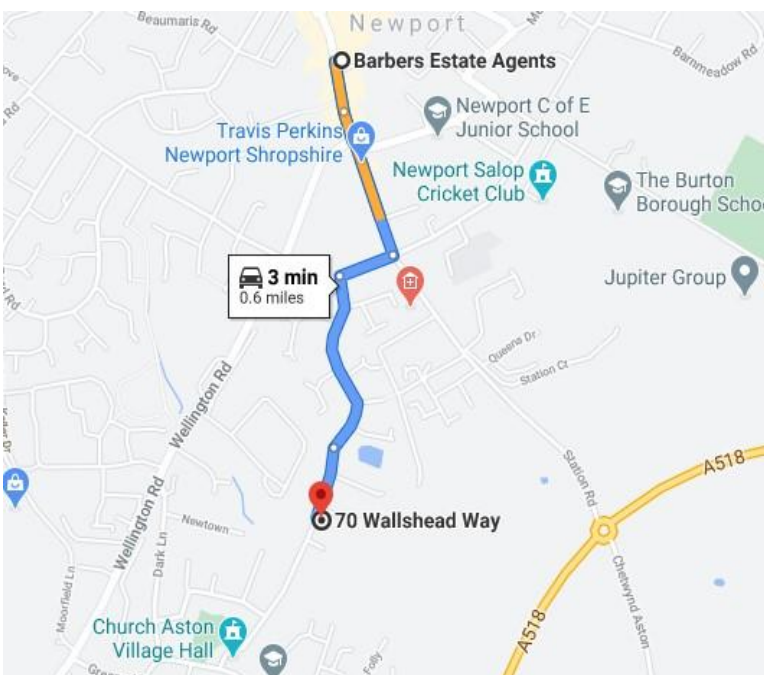 Newport
Beaumaris Rd
Barbers Estate Agents
Barnmeadow Rd
Newport C of E
Junior School
Travis Perkins
Newport Shropshire
Newport Salop
Cricket Club
The Burton
Borough Schoo
3 min
0.6 miles
Jupiter Group
Queens Dr
Station Ct
Wellington Rd
A518
Station Rd
70 Wallshead Way
Newtown
Wellington Rd
Dark Ln
Moorfield Ln
Chetwynd Aston
A518
Church Aston
Village Hall
Folly